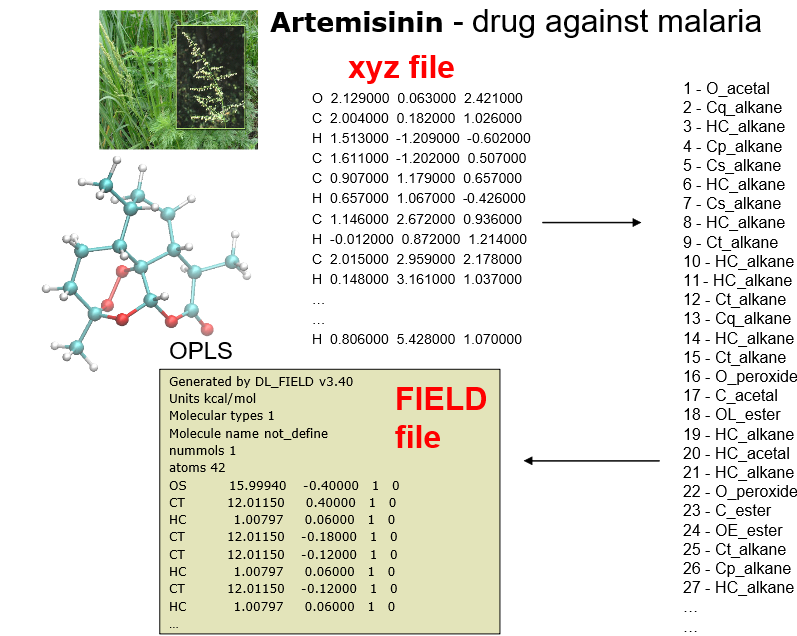 Artemisinin - drug against malaria
xyz file
O 2.129000 0.063000 2.421000
C 2.004000 0.182000 1.026000
H 1.513000 -1.209000 -0.602000
C 1.611000 -1.202000 0.507000
C 0.907000 1.179000 0.657000
H 0.657000 1.067000 -0.426000
C 1.146000 2.672000 0.936000
H -0.012000 0.872000 1.214000
C 2.015000 2.959000 2.178000
H 0.148000 3.161000 1.037000
...
...
H 0.806000 5.428000 1.070000
1 - O_acetal
2 - Cq_alkane
3 - HC_alkane
4 - Cp_alkane
5 - Cs_alkane
6 - HC_alkane
7 - Cs_alkane
8 - HC_alkane
9 - Ct_alkane
10 - HC_alkane
11 - HC_alkane
12 - Ct_alkane
13 - Cq_alkane
14 - HC_alkane
15 - Ct_alkane
16 - O_peroxide
17 - C_acetal
18 - OL_ester
19 - HC_alkane
20 - HC_acetal
21 - HC_alkane
22 - O_peroxide
23 - C_ester
24 - OE_ester
25 - Ct_alkane
26 - Cp_alkane
27 - HC_alkane
...
...
OPLS
FIELD
file
Generated by DL_FIELD v3.40
Units kcal/mol
Molecular types 1
Molecule name not_define
nummols 1
atoms 42
OS 15.99940 -0.40000 1 0
CT 12.01150 0.40000 1 0
HC 1.00797 0.06000 1 0
CT 12.01150 -0.18000 1 0
CT 12.01150 -0.12000 1 0
HC 1.00797 0.06000 1 0
CT 12.01150 -0.12000 1 0
HC 1.00797 0.06000 1 0
...